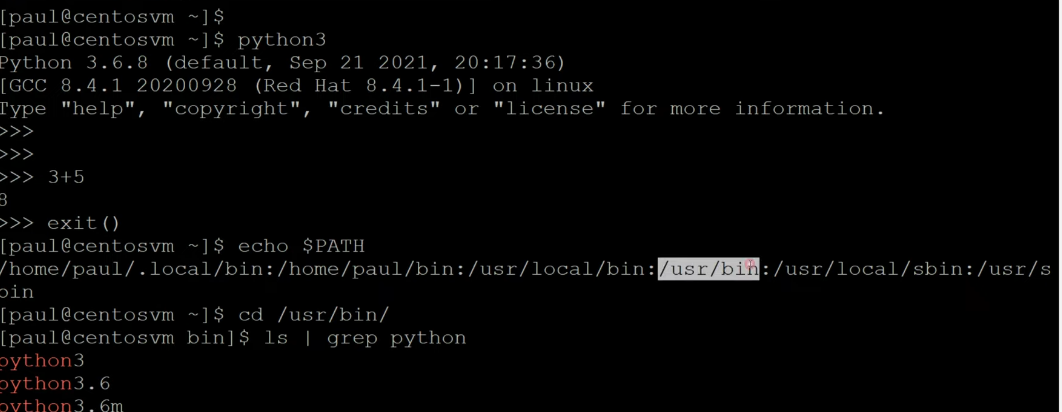 [paul@centosvm ~]$
[paul@centosvm ~]$ python3
Python 3.6.8 (default, Sep 21 2021, 20:17:36)
[GCC 8.4.1 20200928 (Red Hat 8.4.1-1)] on linux
Type "help", "copyright", "credits" or "license" for more information.
>>>
>>>
>>> 3+5
8
>>> exit()
[paul@centosvm ~]$ echo $PATH
/home/paul/.local/bin:/home/paul/bin:/usr/local/bin:/usr/bin:/usr/local/sbin:/usr/s
bin
[paul@centosvm ~]$ cd /usr/bin/
[paul@centosvm bin]$ ls | grep python
python3
python3.6
python3.6m